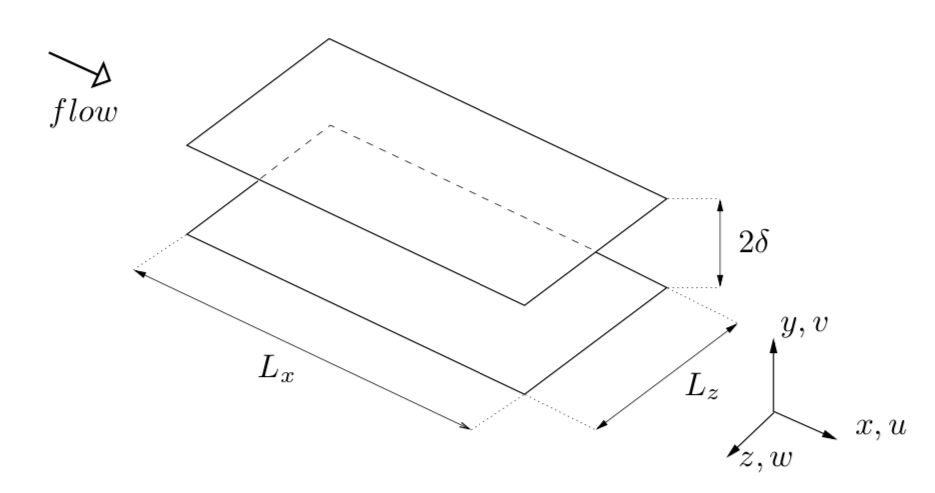 flow
2δ
y, v
L_x
L_z
x, u
z, w